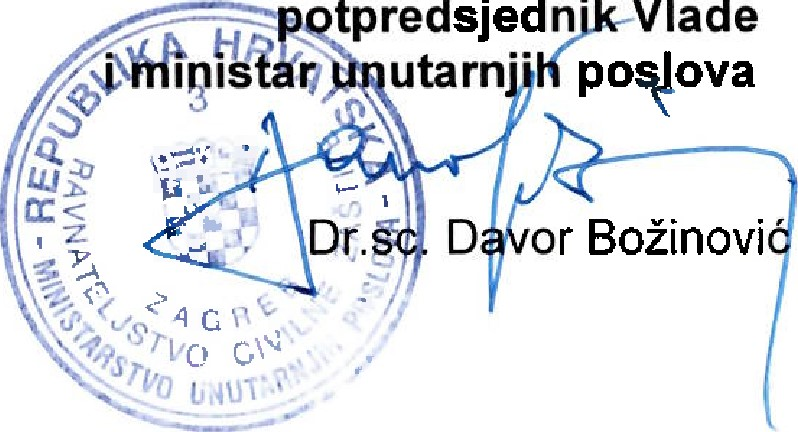 potpredsjednik Vlade
i ministar unutarnjih poslova
Dr.sc. Davor Božinović
- REPUBLIKA HRVATSKA -
MINISTARSTVO UNUTARNJIH POSLOVA
RAVNATELJSTVO CIVILNE ZAŠTITE
3
ZAGREB